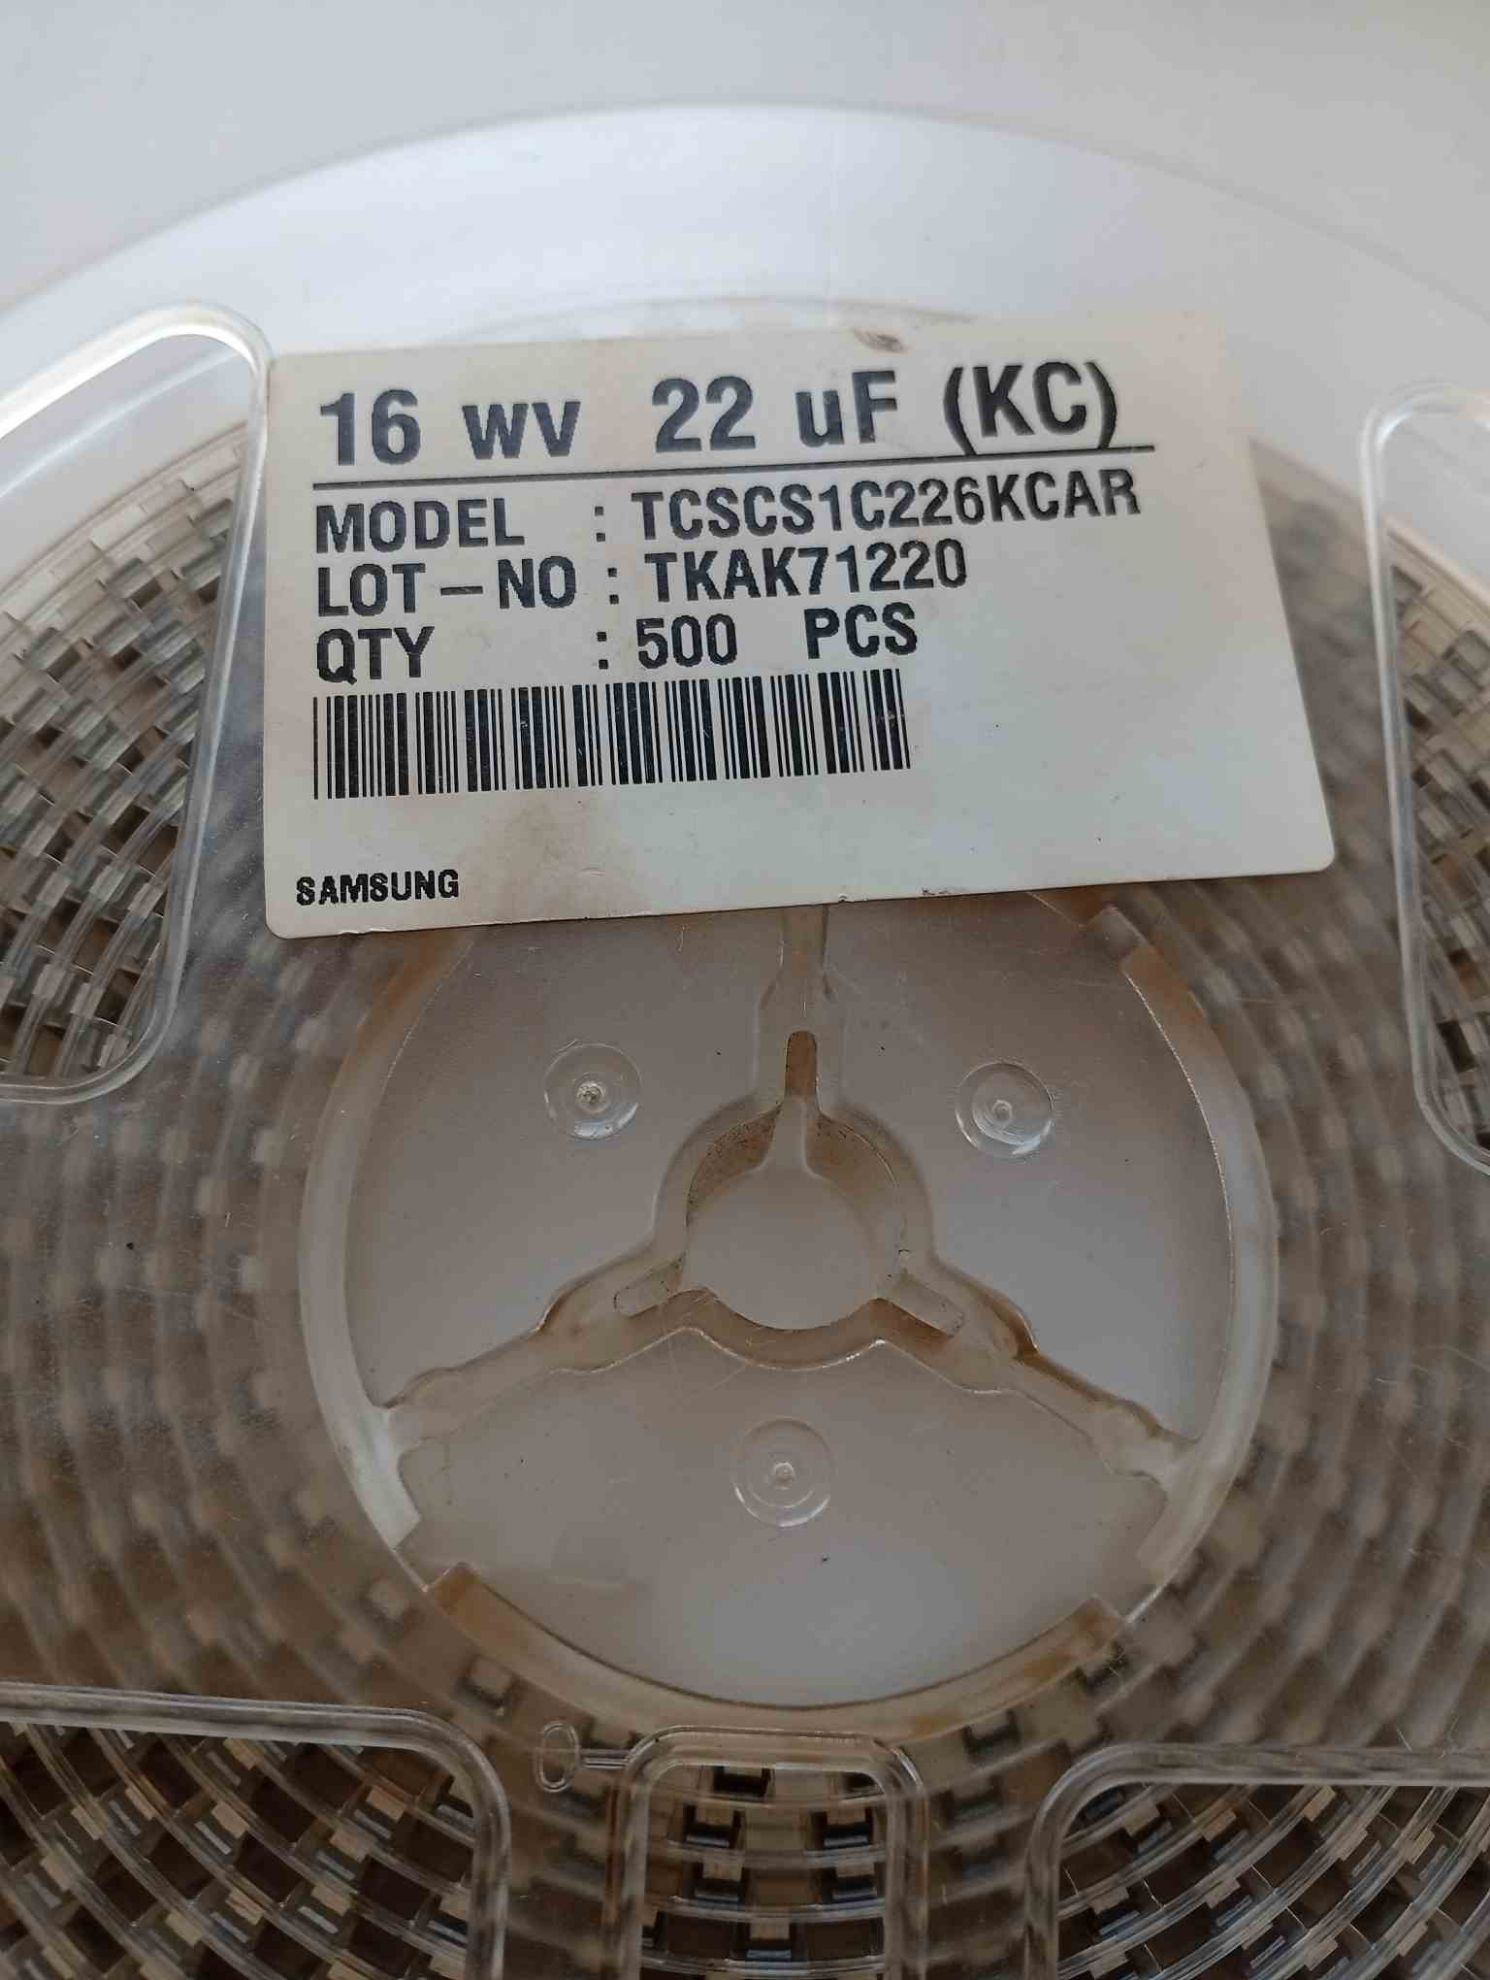 16 WV 22 uF (KC)
MODEL : TCSCS1C226KCAR
LOT-NO : TKAK71220
QTY : 500 PCS
SAMSUNG